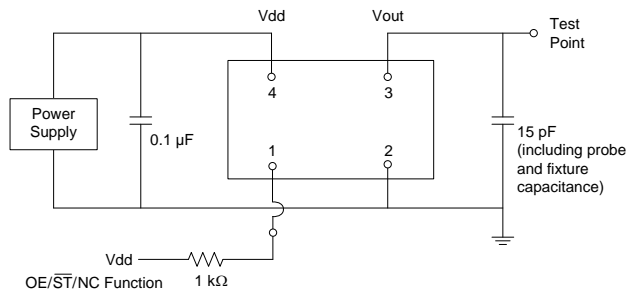 Vdd
Vout
Test
Point
4
3
Power
Supply
0.1 µF
15 pF
(including probe
and fixture
capacitance)
1
2
Vdd
1 kΩ
OE/S̅T̅/NC Function